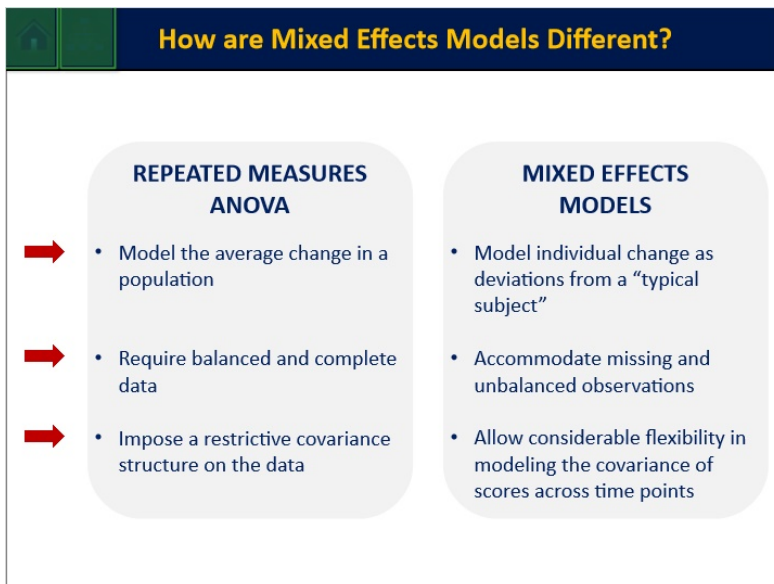 How are Mixed Effects Models Different?
REPEATED MEASURES
ANOVA
• Model the average change in a
population
• Require balanced and complete
data
• Impose a restrictive covariance
structure on the data
MIXED EFFECTS
MODELS
• Model individual change as
deviations from a “typical
subject”
• Accommodate missing and
unbalanced observations
• Allow considerable flexibility in
modeling the covariance of
scores across time points